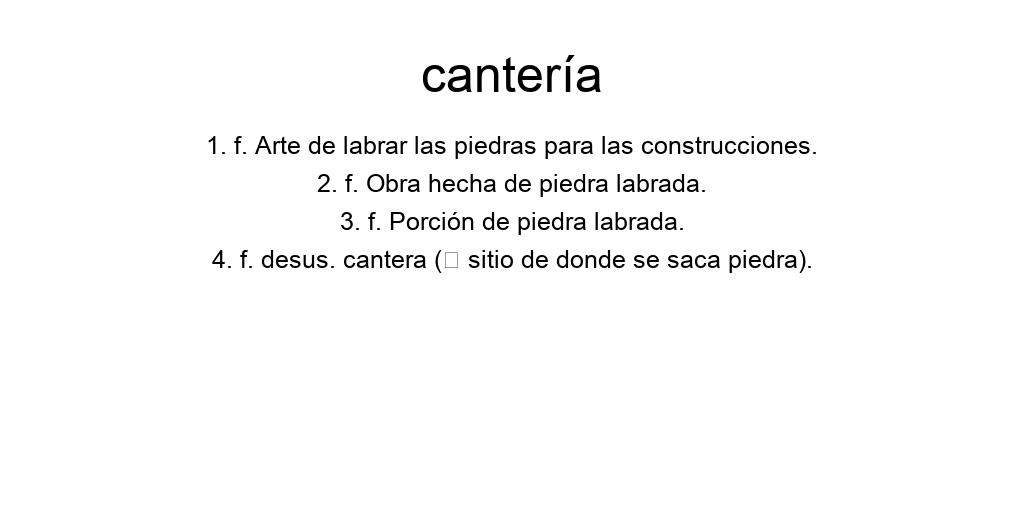 cantería
1. f. Arte de labrar las piedras para las construcciones.
2. f. Obra hecha de piedra labrada.
3. f. Porción de piedra labrada.
4. f. desus. cantera (□ sitio de donde se saca piedra).